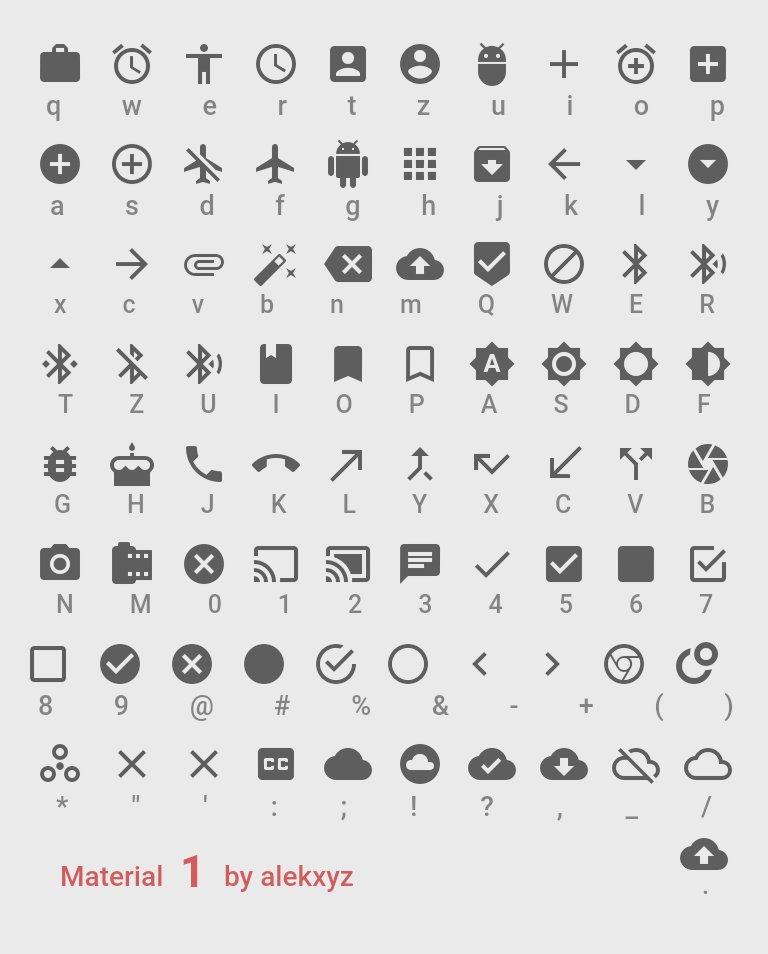 q w e r t z u i o p
a s d f g h j k l y
x c v b n m Q W E R
T Z U I O P A S D F
G H J K L Y X C V B
N M 0 1 2 3 4 5 6 7
8 9 @ # % & - + ( )
* " ' : ; ! ? , _ /
.
Material 1 by alekxyz